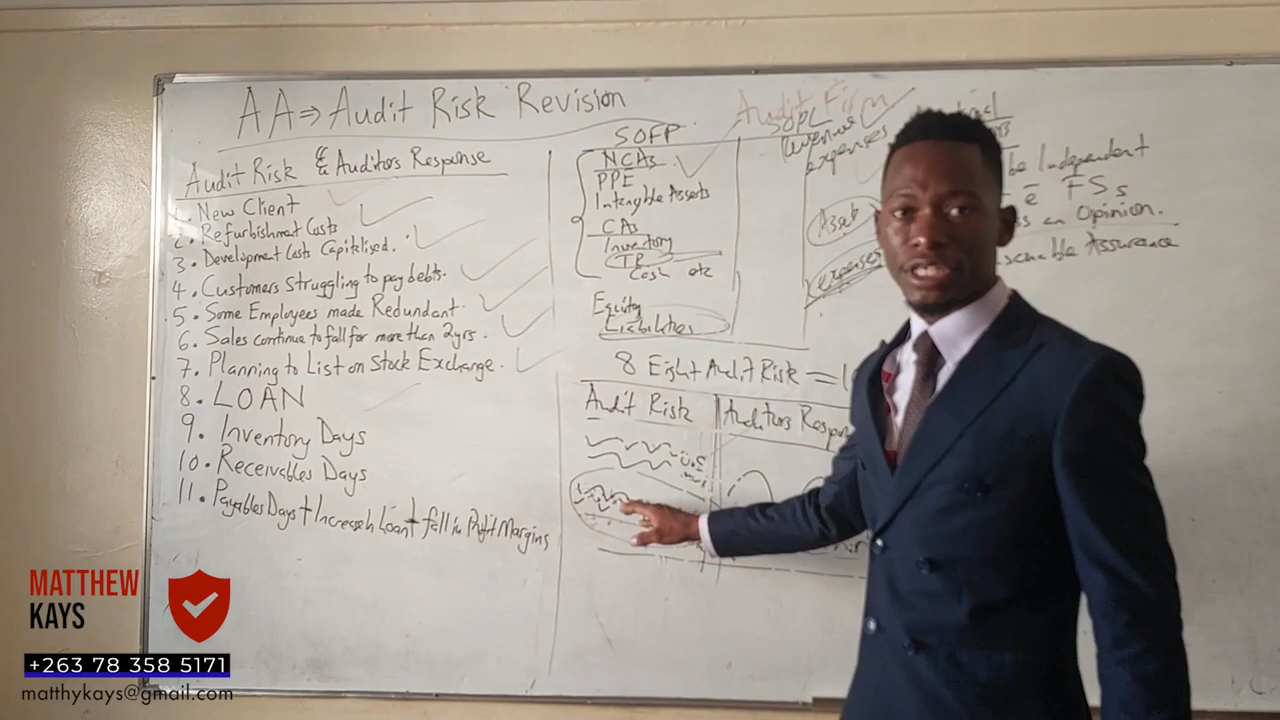 AA⇒Audit Risk Revision
Audit Risk & Auditors Response
1. New Client
2. Refurbishment Costs
3. Development Costs Capitalised.
4. Customers Struggling to pay debts.
5. Some Employees made Redundant.
6. Sales continue to fall for more than 2yrs.
7. Planning to List on Stock Exchange.
8. LOAN
9. Inventory Days
10. Receivables Days
11. Payables Days + Increase in Loan + fall in Profit Margins
SOFP
NCAs
PPE
Intangible Asserts
CAs
Inventory
TR
Cash etc
Equity
Liabilities
Audit Firm
SOPL
Revenues
expenses
Asset
expenses
be Independent
FSs
an Opinion.
Assurance
8 Eight Audit Risk =
Audit Risk
Auditors Respon
MATTHEW
KAYS
+263 78 358 5171
matthykays@gmail.com